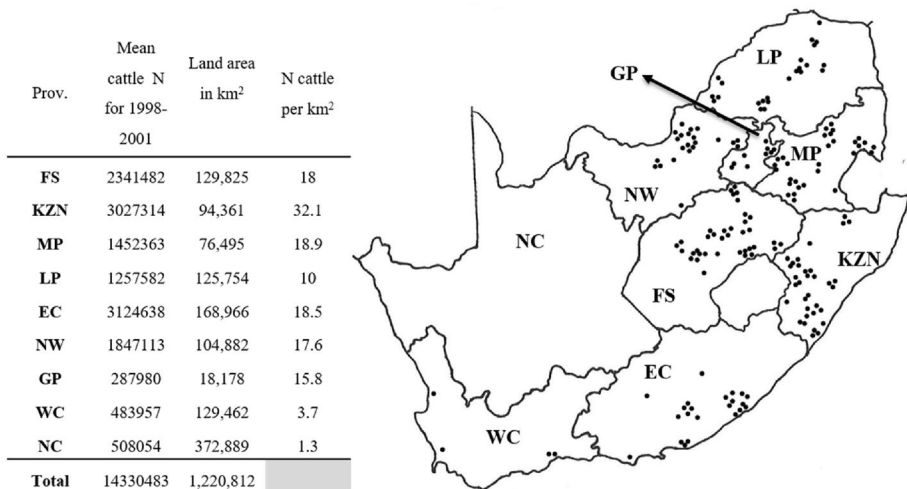 Prov. Mean cattle N for 1998-2001 Land area in km² N cattle per km²
FS 2341482 129,825 18
KZN 3027314 94,361 32.1
MP 1452363 76,495 18.9
LP 1257582 125,754 10
EC 3124638 168,966 18.5
NW 1847113 104,882 17.6
GP 287980 18,178 15.8
WC 483957 129,462 3.7
NC 508054 372,889 1.3
Total 14330483 1,220,812
LP
GP
MP
NW
NC
KZN
FS
EC
WC